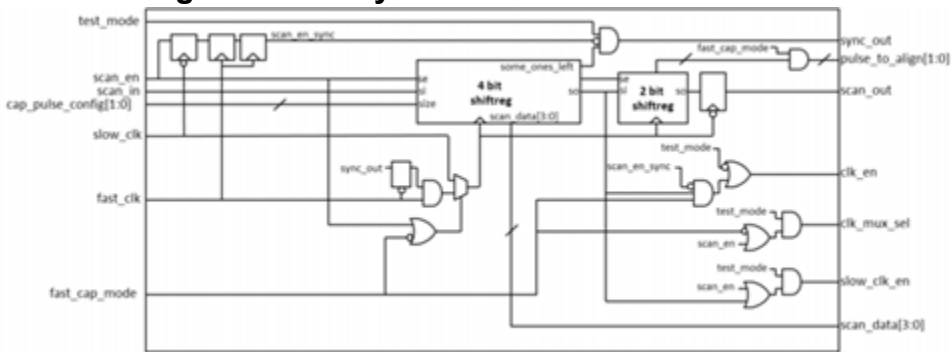 test_mode
scan_en_sync
sync_out
fast_cap_mode
pulse_to_align[1:0]
some_ones_left
scan_en
se
se
scan_in
si
4 bit
shiftreg
so
si
2 bit
shiftreg
so
scan_out
cap_pulse_config[1:0]
size
scan_data[3:0]
slow_clk
test_mode
sync_out
scan_en_sync
clk_en
fast_clk
test_mode
clk_mux_sel
scan_en
test_mode
slow_clk_en
scan_en
fast_cap_mode
scan_data[3:0]